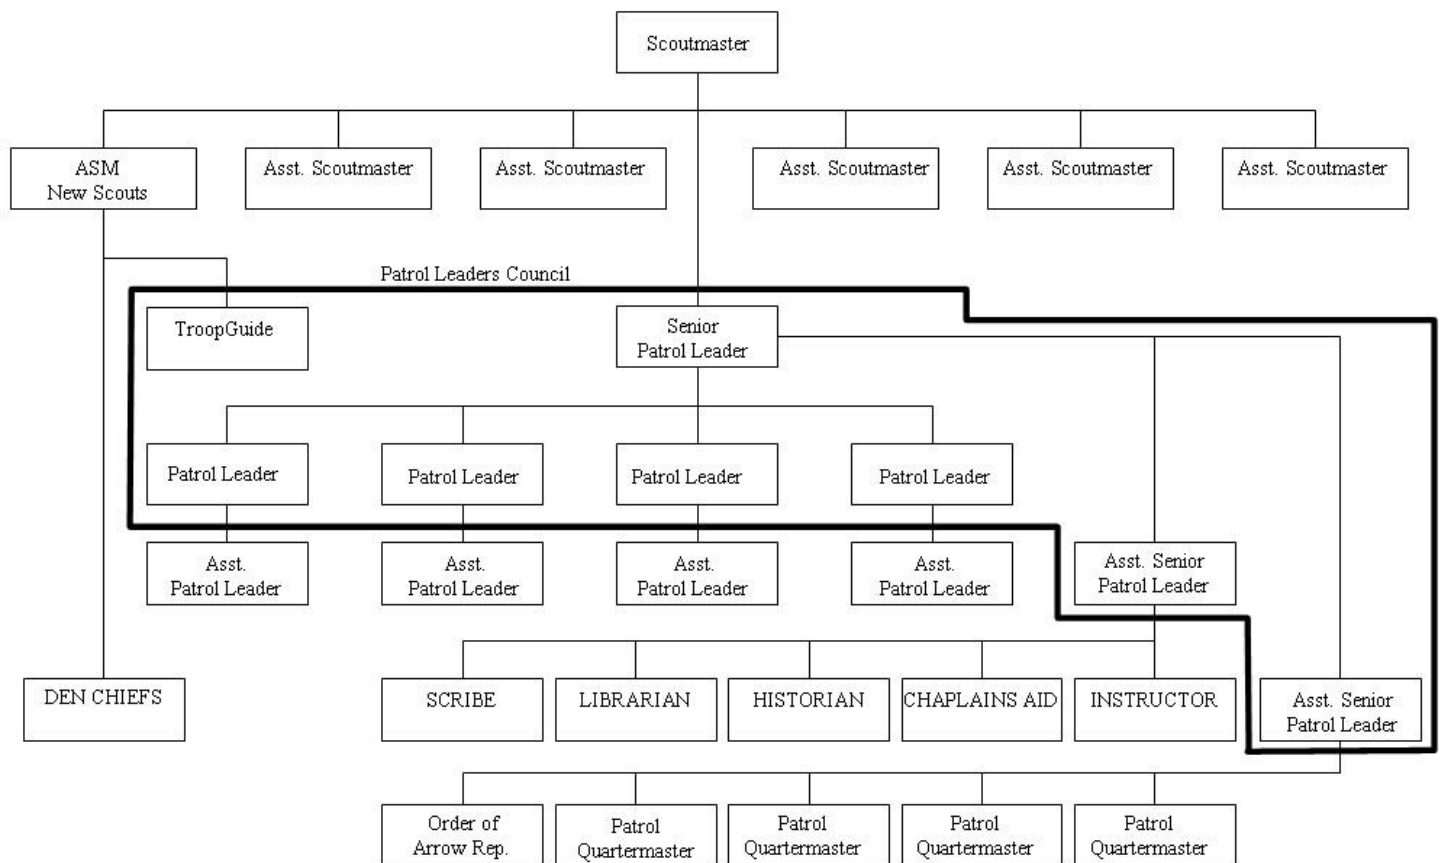 Scoutmaster
ASM
New Scouts
Asst. Scoutmaster
Asst. Scoutmaster
Asst. Scoutmaster
Asst. Scoutmaster
Asst. Scoutmaster
Patrol Leaders Council
TroopGuide
Senior
Patrol Leader
Patrol Leader
Patrol Leader
Patrol Leader
Patrol Leader
Asst.
Patrol Leader
Asst.
Patrol Leader
Asst.
Patrol Leader
Asst.
Patrol Leader
Asst. Senior
Patrol Leader
DEN CHIEFS
SCRIBE
LIBRARIAN
HISTORIAN
CHAPLAINS AID
INSTRUCTOR
Asst. Senior
Patrol Leader
Order of
Arrow Rep.
Patrol
Quartermaster
Patrol
Quartermaster
Patrol
Quartermaster
Patrol
Quartermaster